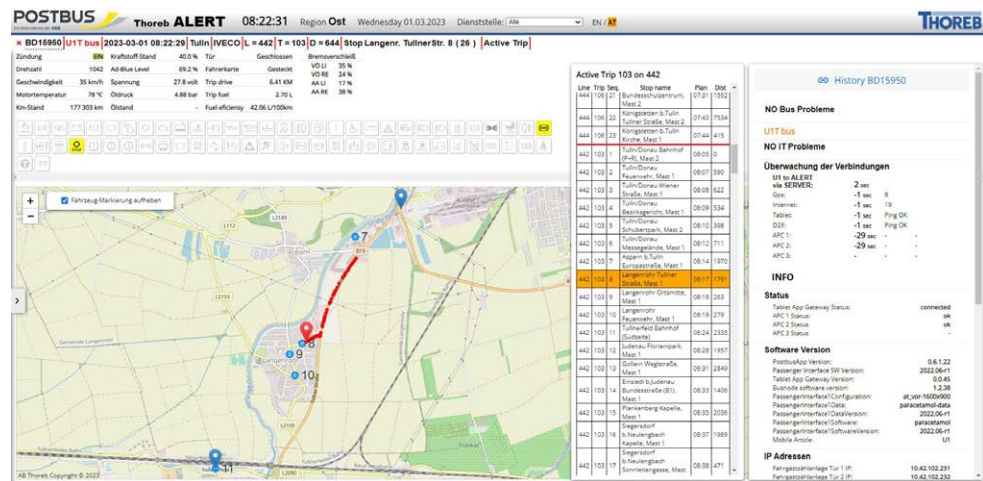 POSTBUS
Thoreb ALERT 08:22:31 Region Ost Wednesday 01.03.2023 Dienststelle: Alle EN / AT
THOREB
× BD15950 U1T bus 2023-03-01 08:22:29 Tulln IVECO L = 442 T = 103 D = 644 Stop Langenr. TullnerStr. 8 ( 26 ) Active Trip
Zündung EIN Kraftstoff-Stand 40.0 % Tür Geschlossen Bremsverschleiß
Drehzahl 1042 Ad-Blue Level 69.2 % Fahrerkarte Gesteckt VO LI 35 %
VO RE 24 %
Geschwindigkeit 35 km/h Spannung 27.8 volt Trip drive 6.41 KM AA LI 17 %
Motortemperatur 78 °C Öldruck 4.88 bar Trip fuel 2.70 L AA RE 38 %
Km-Stand 177 303 km Ölstand - Fuel eficiensy 42.06 L/100km
+
−
Fahrzeug-Markierung aufheben
L2189
L112
L2153
L2090
B19
Asparn
Langenrohr
Gemeinde Langenrohr
7
8
9
10
11
AB Thoreb Copyright © 2023
Active Trip 103 on 442
Line Trip Seq. Stop name Plan Dist
444 106 21 Bundesschulzentrum, Mast 2 07:31 1552
444 106 22 Königstetten b.Tulln Tullner Straße, Mast 2 07:43 7534
444 106 23 Königstetten b.Tulln Kirche, Mast 1 07:44 415
442 103 1 Tulln/Donau Bahnhof (P+R), Mast 2 08:05 0
442 103 2 Tulln/Donau Feuerwehr, Mast 1 08:07 590
442 103 3 Tulln/Donau Wiener Straße, Mast 1 08:08 622
442 103 4 Tulln/Donau Bezirksgericht, Mast 1 08:09 534
442 103 5 Tulln/Donau Schubertpark, Mast 2 08:10 398
442 103 6 Tulln/Donau Messegelände, Mast 1 08:12 711
442 103 7 Asparn b.Tulln Europastraße, Mast 1 08:14 1970
442 103 8 Langenrohr Tullner Straße, Mast 1 08:17 1791
442 103 9 Langenrohr Ortsmitte, Mast 1 08:18 263
442 103 10 Langenrohr Feuerwehr, Mast 1 08:19 279
442 103 11 Tullnerfeld Bahnhof (Südseite) 08:24 2335
442 103 12 Judenau Florianipark, Mast 1 08:28 1957
442 103 13 Gollarn Weglstraße, Mast 1 08:31 2849
442 103 14 Einsiedl b.Judenau Bundesstraße (B1), Mast 1 08:33 1406
442 103 15 Plankenberg Kapelle, Mast 1 08:35 2036
442 103 16 Siegersdorf b.Neulengbach Kapelle, Mast 1 08:37 1989
442 103 17 Siegersdorf b.Neulengbach Sonnleitengasse, Mast 08:38 471
History BD15950
NO Bus Probleme
U1T bus
NO IT Probleme
Überwachung der Verbindungen
U1 to ALERT
via SERVER: 2 sec
Gps: -1 sec 8
Internet: -1 sec 19
Tablet: -1 sec Ping OK
D2X: -1 sec Ping OK
APC 1: -29 sec - -
APC 2: -29 sec - -
APC 3: - -
INFO
Status
Tablet App Gateway Status: connected
APC 1 Status: ok
APC 2 Status: ok
APC 3 Status: -
Software Version
PostbusApp Version: 0.6.1.22
Passenger Interface SW Version: 2022.06-r1
Tablet App Gateway Version: 0.0.45
Busnode software version: 1.2.38
PassengerInterface1Configuration: at_vor-1600x900
PassengerInterface1Data: paracetamol-data
PassengerInterface1DataVersion: 2022.06-r1
PassengerInterface1Software: paracetamol
PassengerInterface1SoftwareVersion: 2022.06-r1
Mobile Article: U1
IP Adressen
Fahrgastzählanlage Tür 1 IP: 10.42.102.231
Fahrgastzählanlage Tür 2 IP: 10.42.102.232